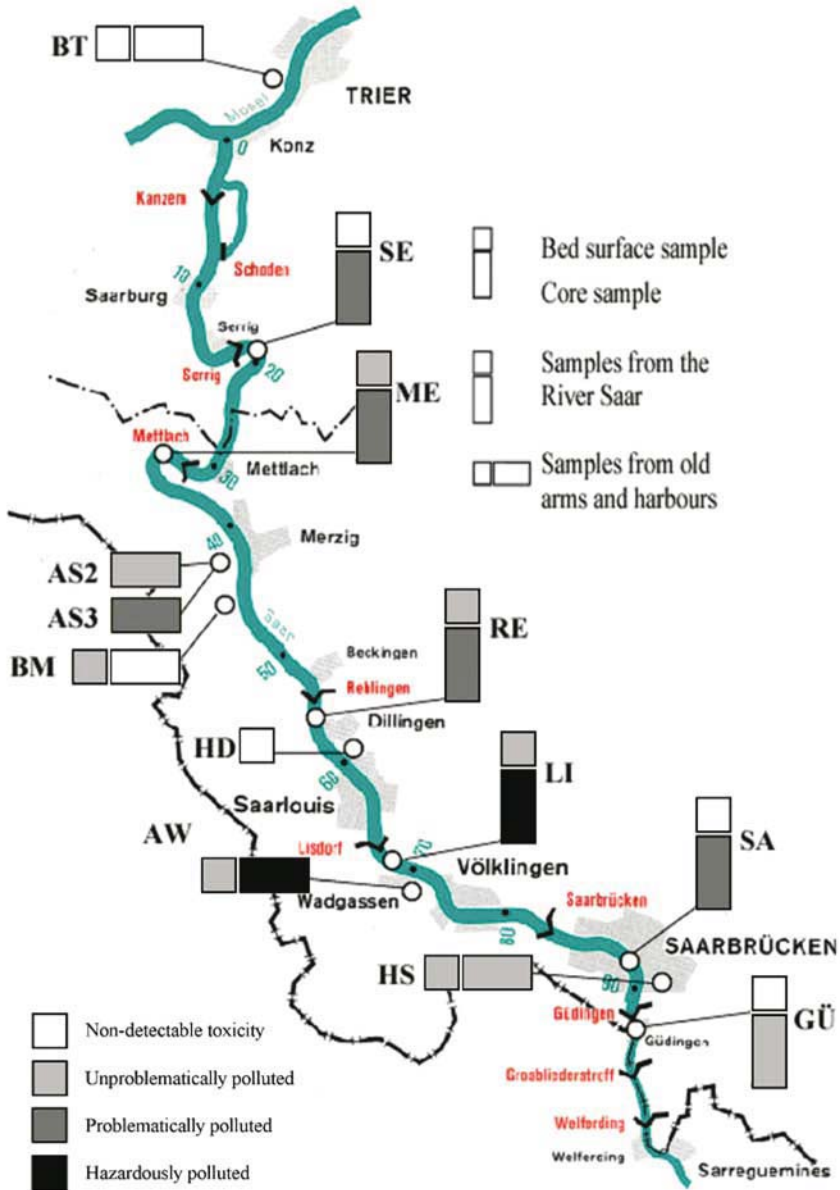 BT
Mosel
TRIER
Konz
0
Kanzem
SE
Schoden
10
Saarburg
Serrig
Serrig
20
Bed surface sample
Core sample
Samples from the
River Saar
Samples from old
arms and harbours
ME
Mettlach
Mettlach
30
Merzig
40
AS2
AS3
BM
Saar
50
Beckingen
RE
Rehlingen
Dillingen
HD
60
Saarlouis
LI
AW
Lisdorf
70
Völklingen
Wadgassen
SA
Saarbrücken
80
SAARBRÜCKEN
HS
90
GÜ
Güdingen
Güdingen
Grosbliederstroff
Welferding
Welferding
Sarreguemines
Non-detectable toxicity
Unproblematically polluted
Problematically polluted
Hazardously polluted